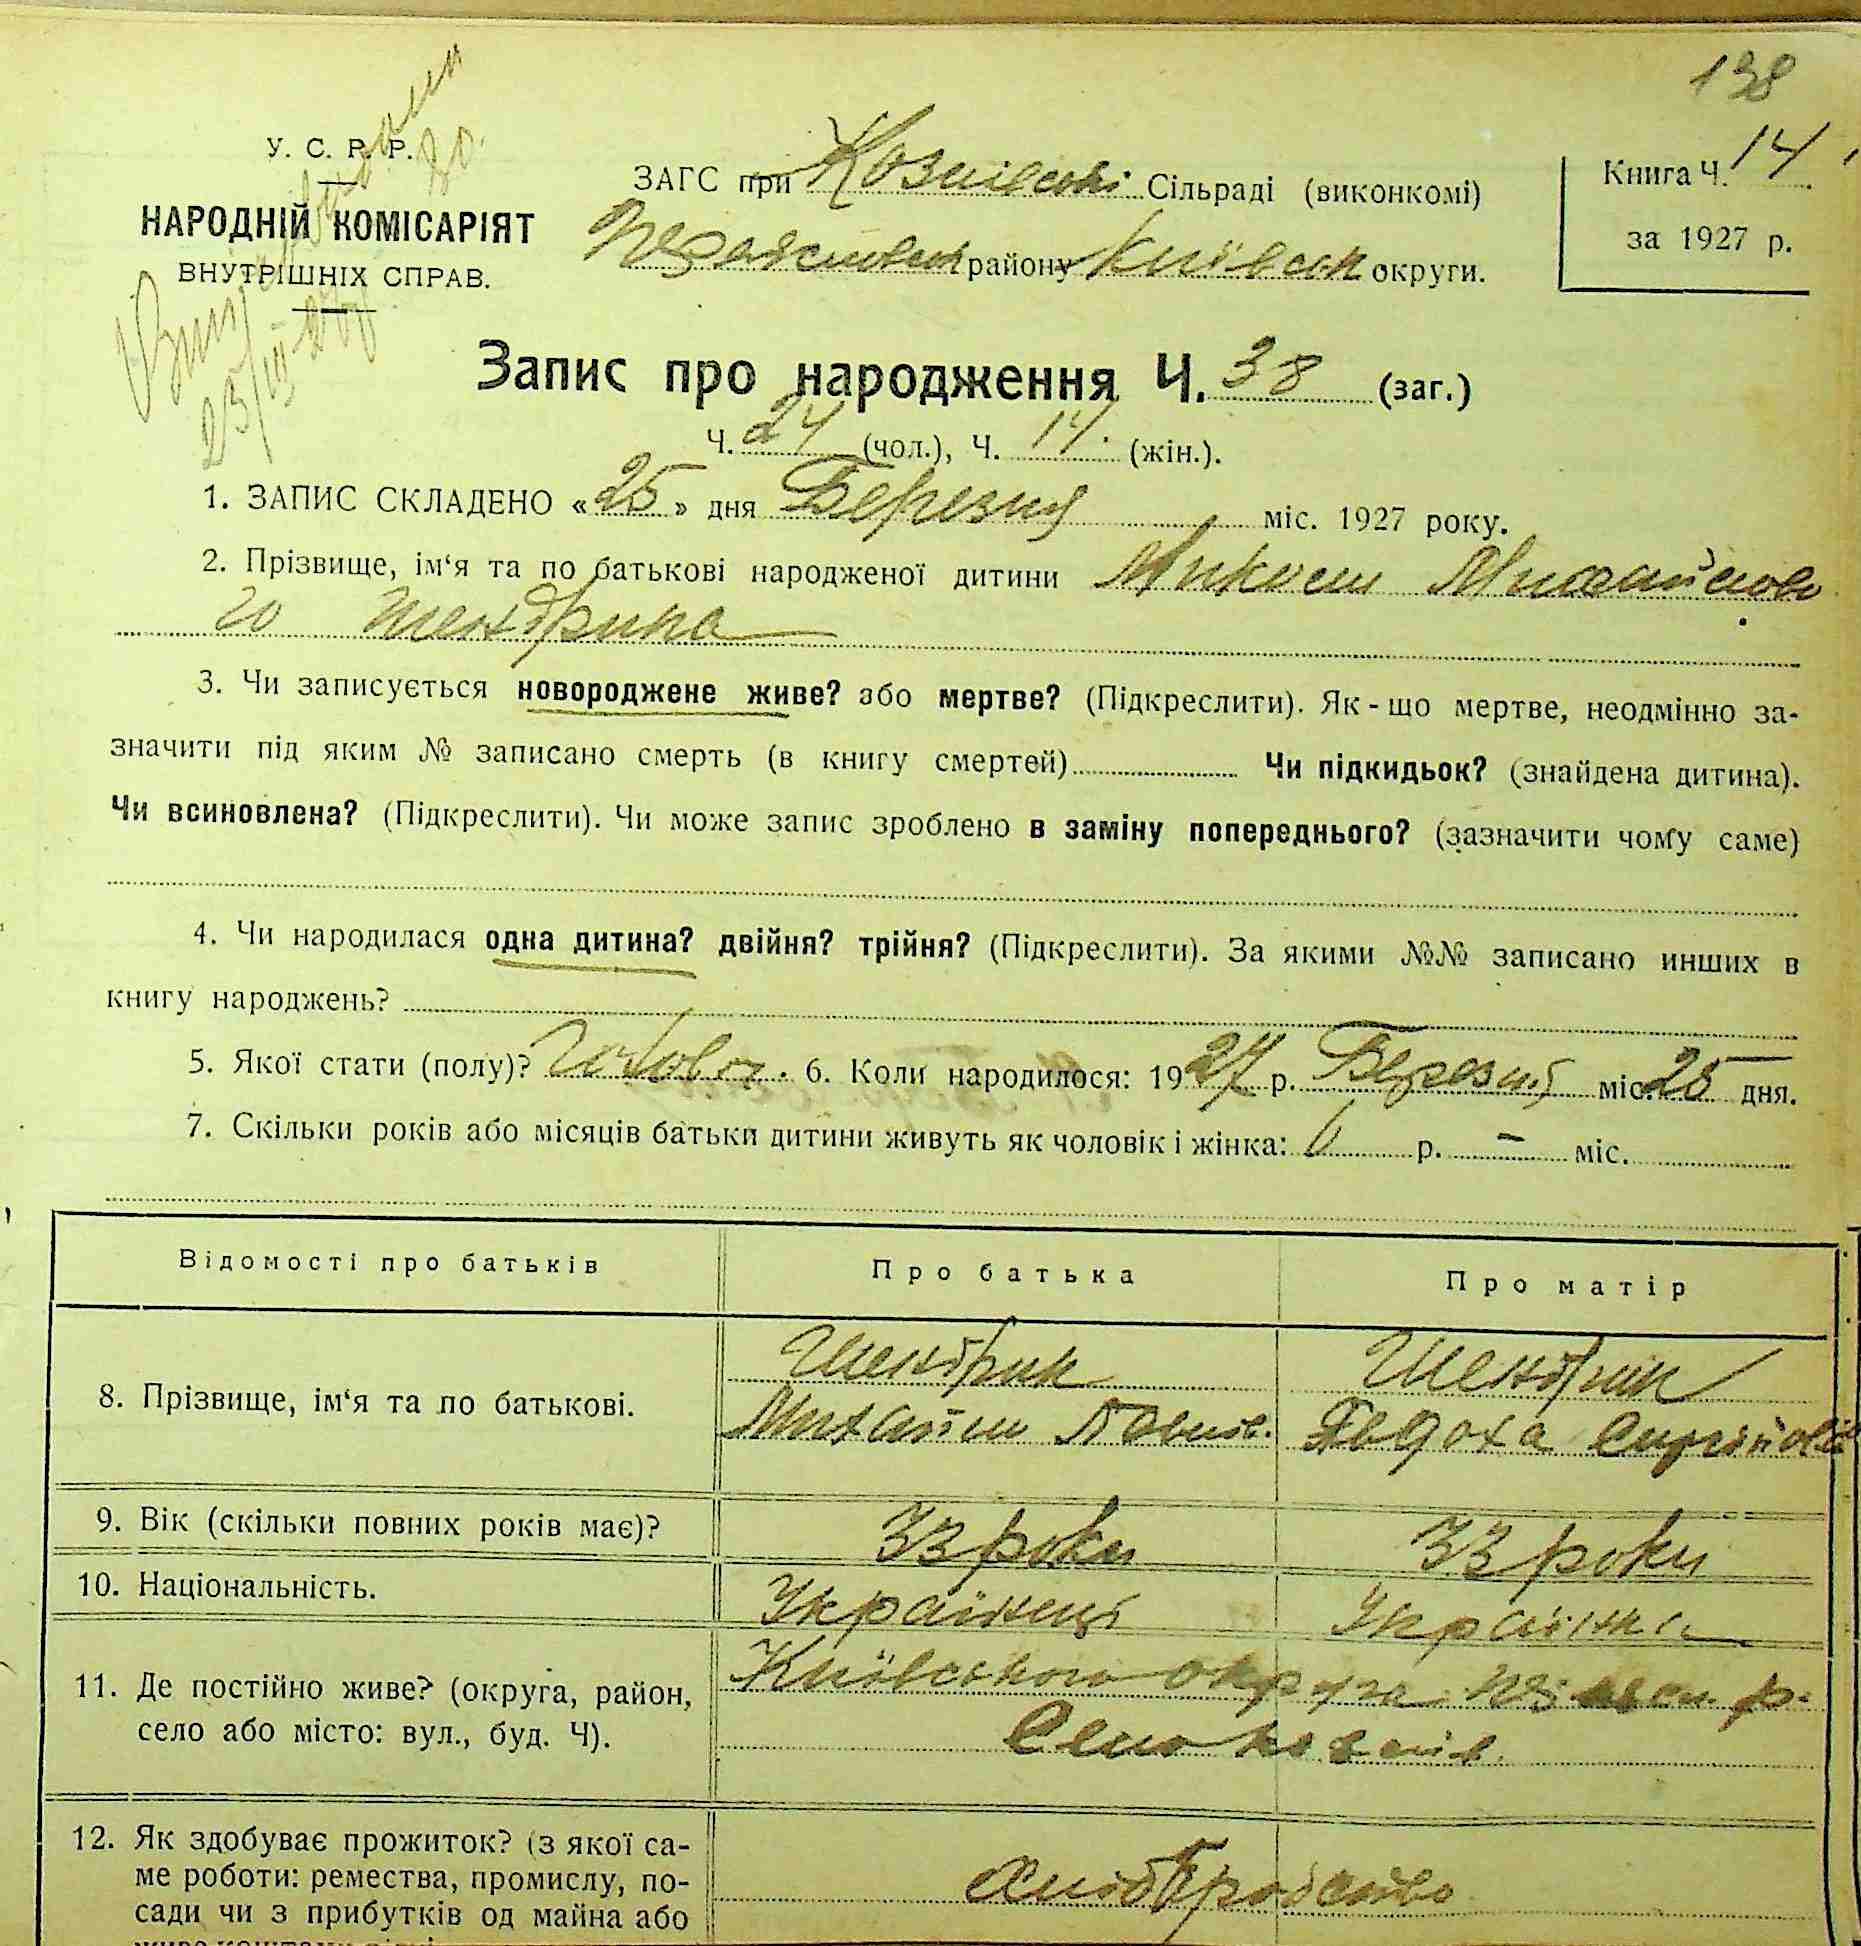 138
У. С. Р. Р.
НАРОДНІЙ КОМІСАРІЯТ
ВНУТРІШНІХ СПРАВ.
ЗАГС при Козлівські Сільраді (виконкомі)
району Київськ округи.
Книга Ч. 14
за 1927 р.
Запис про народження Ч. 38 (заг.)
Ч. 24 (чол.), Ч. 14. (жін.).
1. ЗАПИС СКЛАДЕНО «25» дня Березня міс. 1927 року.
2. Прізвище, ім‘я та по батькові народженої дитини Микола Михайлово
го Шендрика
3. Чи записується новороджене живе? або мертве? (Підкреслити). Як-що мертве, неодмінно за-
значити під яким № записано смерть (в книгу смертей) Чи підкидьок? (знайдена дитина).
Чи всиновлена? (Підкреслити). Чи може запис зроблено в заміну попереднього? (зазначити чому саме)
4. Чи народилася одна дитина? двійня? трійня? (Підкреслити). За якими №№ записано инших в
книгу народжень?
5. Якої стати (полу)? 6. Коли народилося: 1927 р. Березня міс. 25 дня.
7. Скільки років або місяців батьки дитини живуть як чоловік і жінка: р. – міс.
Відомості про батьків
Про батька
Про матір
8. Прізвище, ім‘я та по батькові.
Шендрик
Михайло Павлов.
Шендрик
Явдоха
9. Вік (скільки повних років має)?
33 роки
33 роки
10. Національність.
Українець
Українка
11. Де постійно живе? (округа, район,
село або місто: вул., буд. Ч).
Київського округа р.
Село Козлів.
12. Як здобуває прожиток? (з якої са-
ме роботи: ремества, промислу, по-
сади чи з прибутків од майна або
Хліборобство